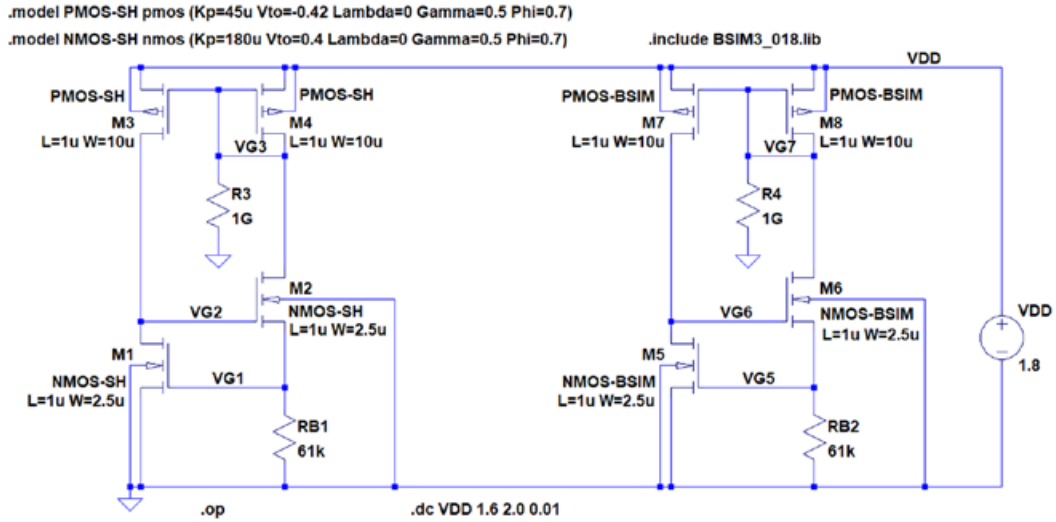 .model PMOS-SH pmos (Kp=45u Vto=-0.42 Lambda=0 Gamma=0.5 Phi=0.7)
.model NMOS-SH nmos (Kp=180u Vto=0.4 Lambda=0 Gamma=0.5 Phi=0.7)
.include BSIM3_018.lib
VDD
PMOS-SH
M3
L=1u W=10u
PMOS-SH
M4
L=1u W=10u
VG3
R3
1G
M2
NMOS-SH
L=1u W=2.5u
VG2
M1
NMOS-SH
L=1u W=2.5u
VG1
RB1
61k
PMOS-BSIM
M7
L=1u W=10u
PMOS-BSIM
M8
L=1u W=10u
VG7
R4
1G
M6
NMOS-BSIM
L=1u W=2.5u
VG6
M5
NMOS-BSIM
L=1u W=2.5u
VG5
RB2
61k
VDD
1.8
.op
.dc VDD 1.6 2.0 0.01